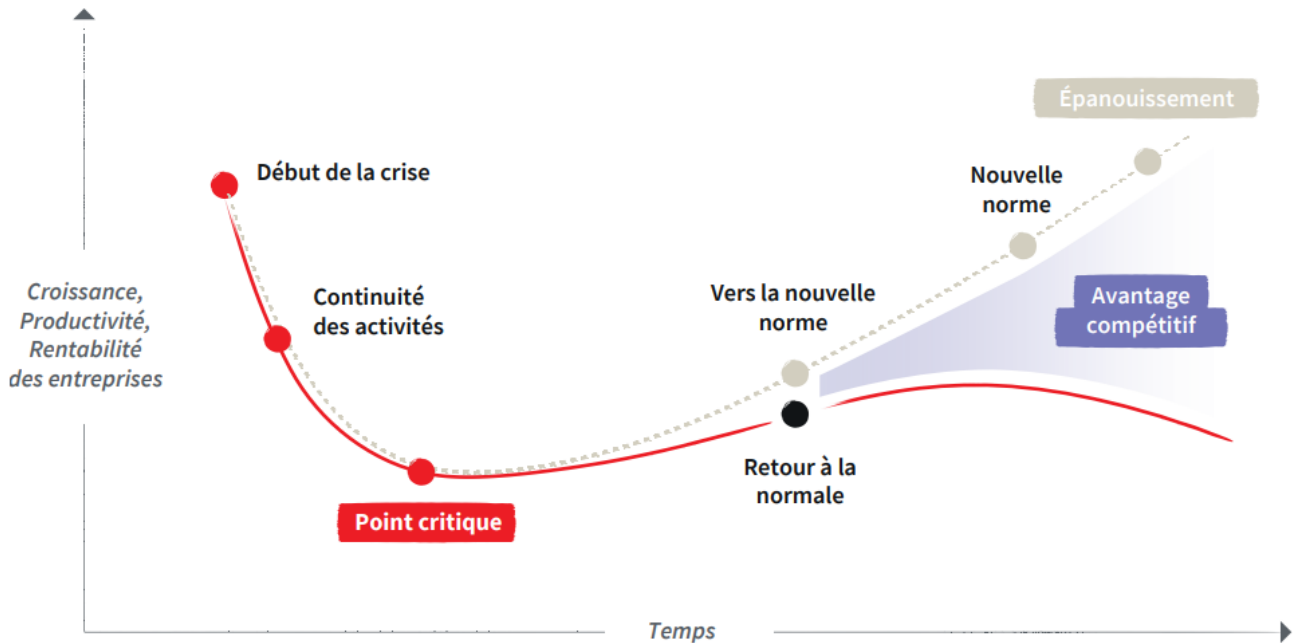 Épanouissement
Début de la crise
Nouvelle
norme
Continuité
des activités
Vers la nouvelle
norme
Croissance,
Productivité,
Rentabilité
des entreprises
Avantage
compétitif
Retour à la
normale
Point critique
Temps